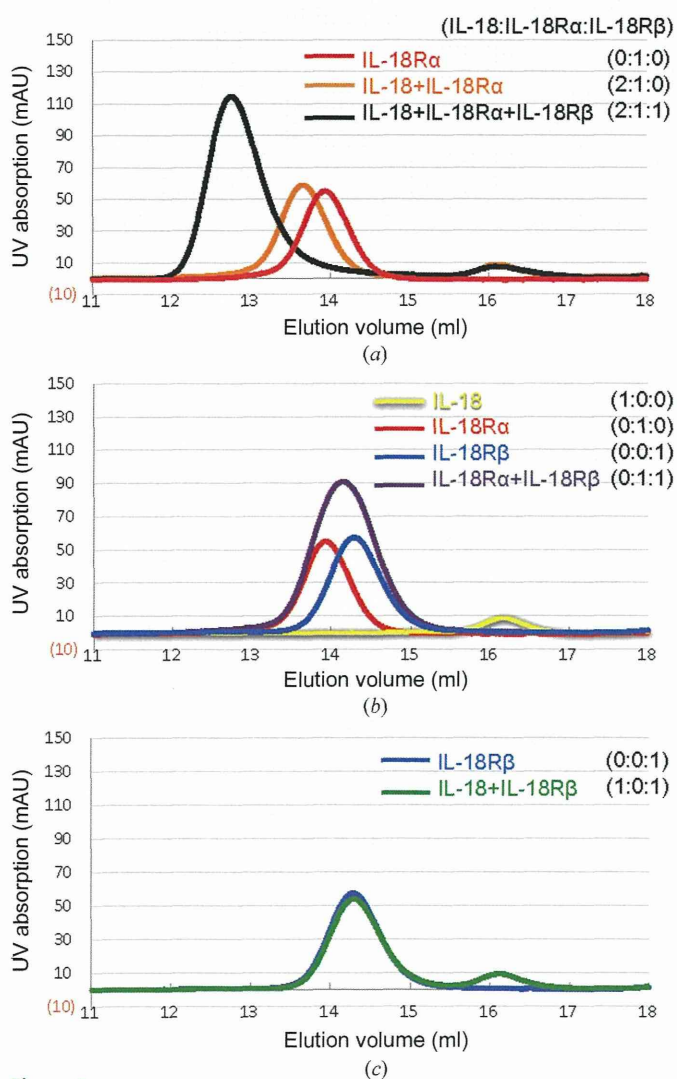 (IL-18:IL-18Rα:IL-18Rβ)
IL-18Rα (0:1:0)
IL-18+IL-18Rα (2:1:0)
IL-18+IL-18Rα+IL-18Rβ (2:1:1)
UV absorption (mAU)
150
130
110
90
70
50
30
10
(10)
11 12 13 14 15 16 17 18
Elution volume (ml)
(a)
IL-18 (1:0:0)
IL-18Rα (0:1:0)
IL-18Rβ (0:0:1)
IL-18Rα+IL-18Rβ (0:1:1)
UV absorption (mAU)
150
130
110
90
70
50
30
10
(10)
11 12 13 14 15 16 17 18
Elution volume (ml)
(b)
IL-18Rβ (0:0:1)
IL-18+IL-18Rβ (1:0:1)
UV absorption (mAU)
150
130
110
90
70
50
30
10
(10)
11 12 13 14 15 16 17 18
Elution volume (ml)
(c)